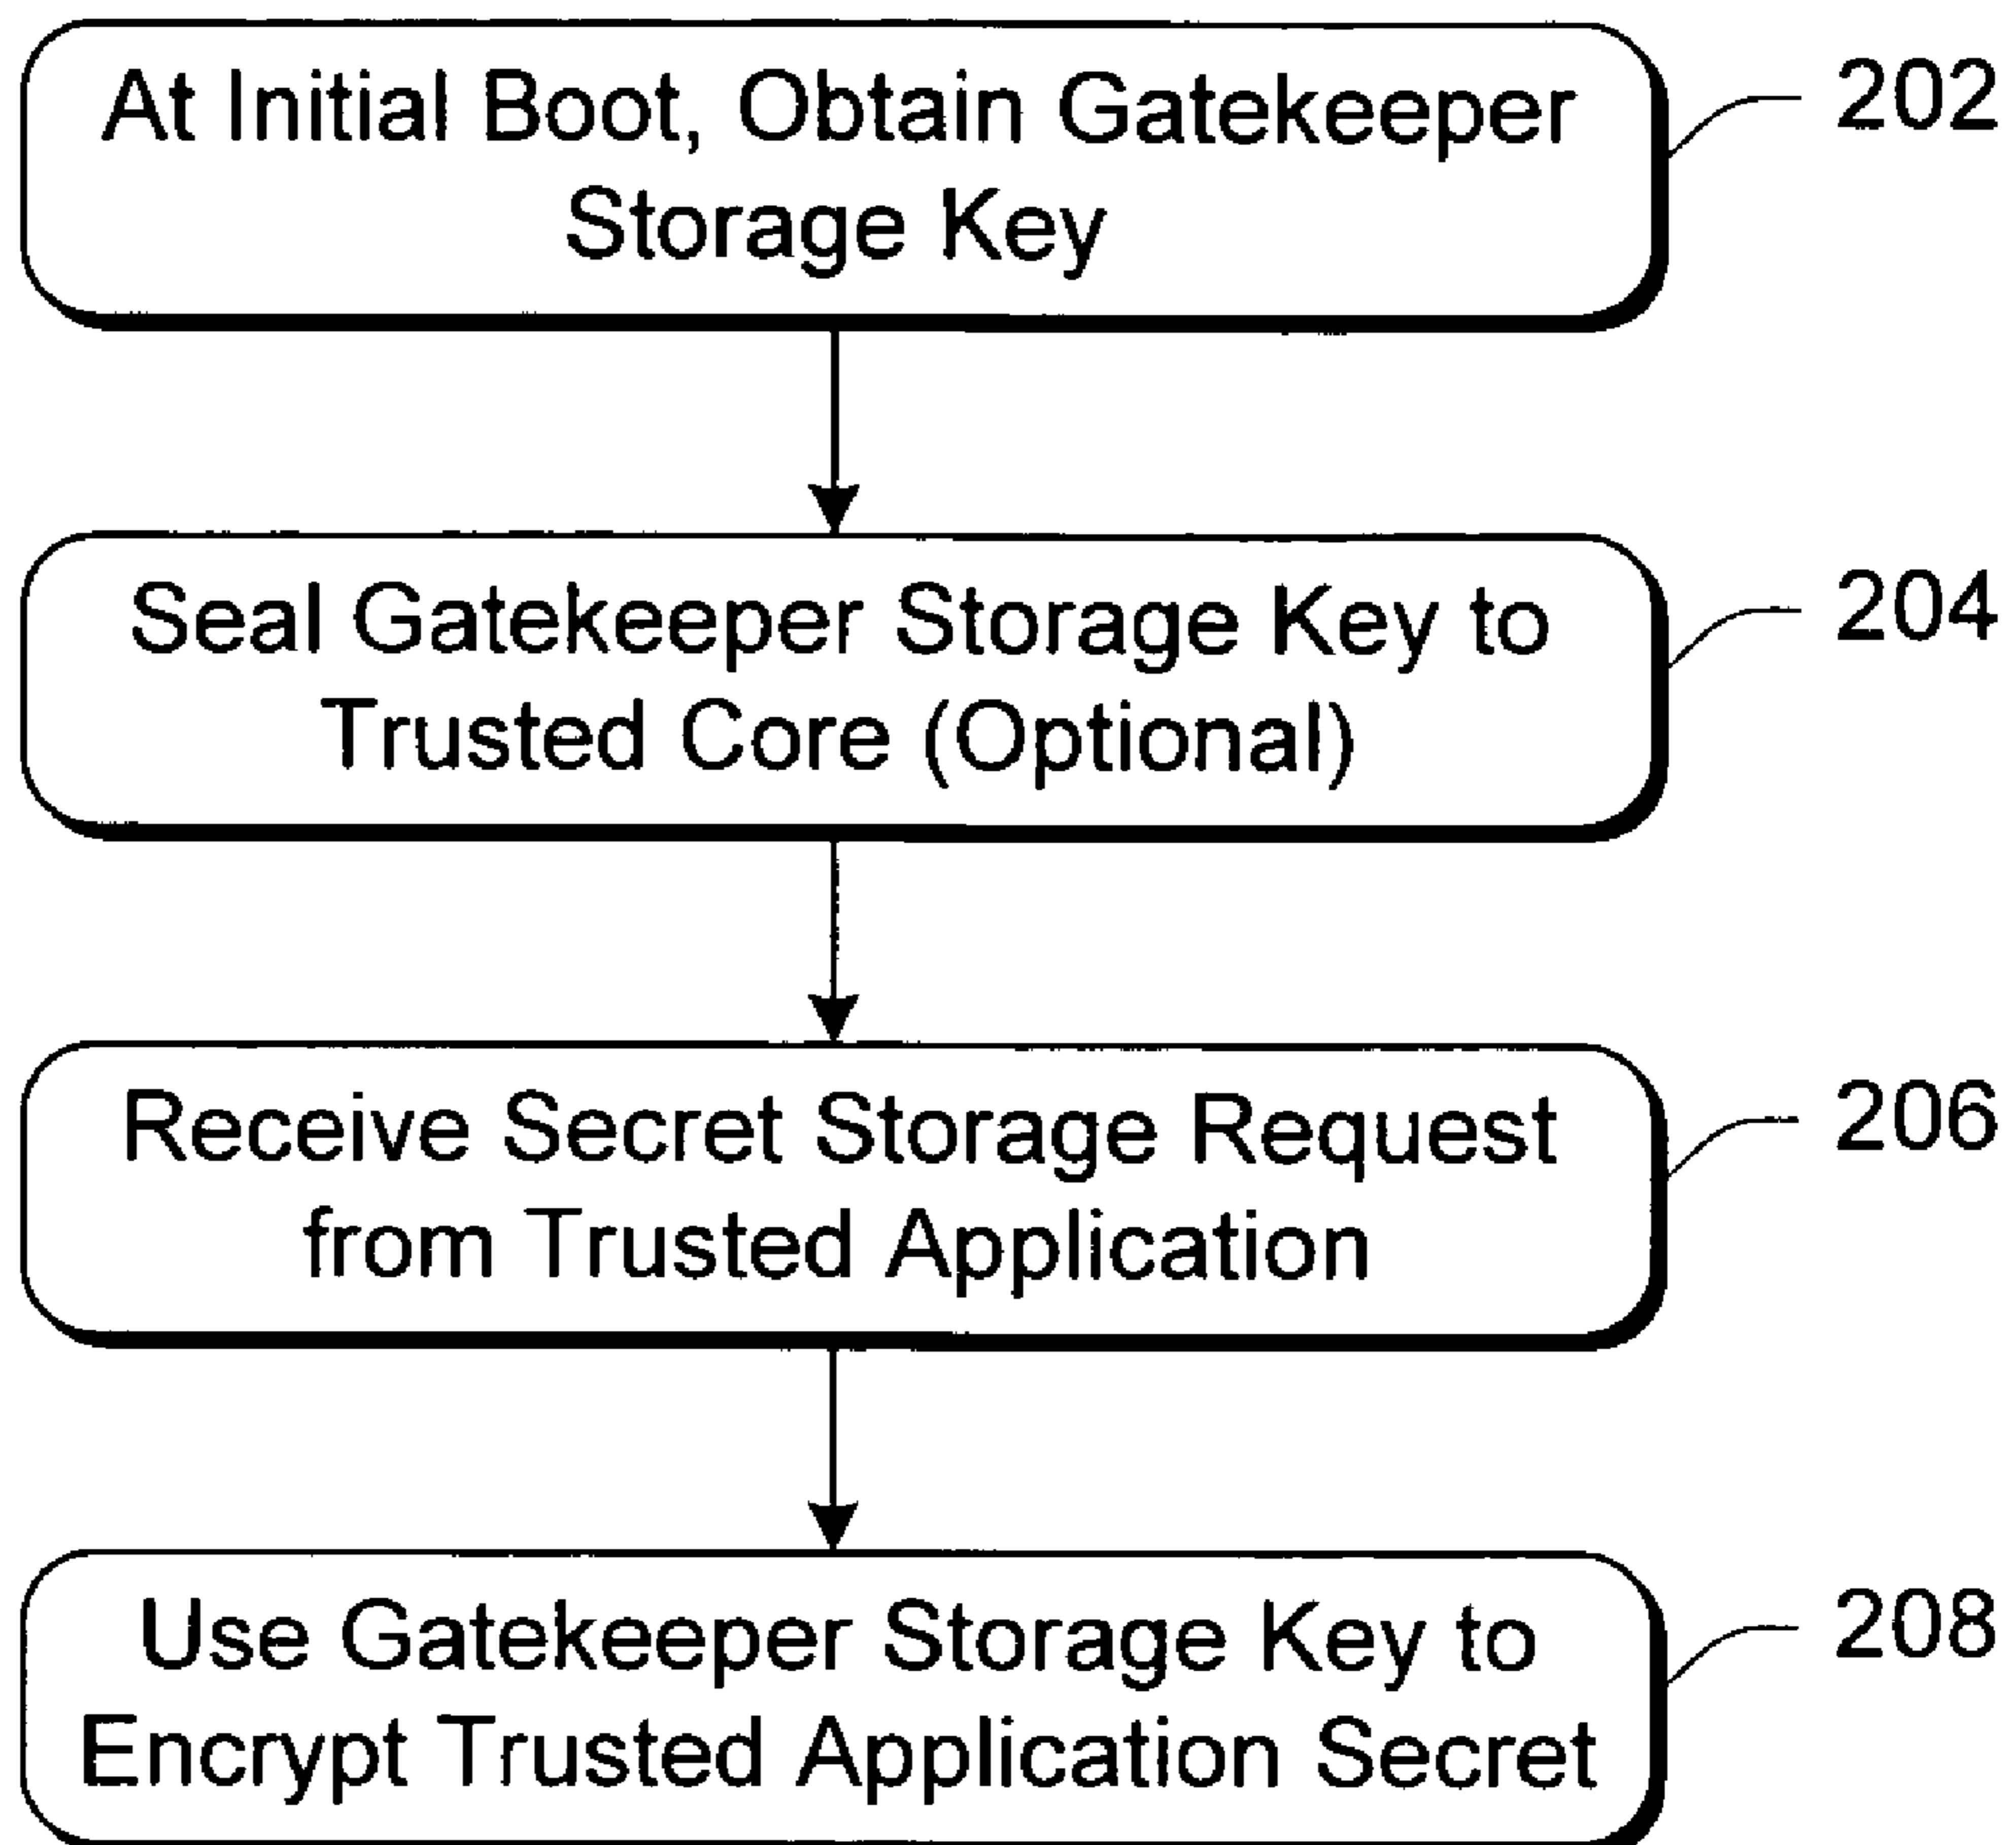 At Initial Boot, Obtain Gatekeeper
Storage Key
202
Seal Gatekeeper Storage Key to
Trusted Core (Optional)
204
Receive Secret Storage Request
from Trusted Application
206
Use Gatekeeper Storage Key to
Encrypt Trusted Application Secret
208